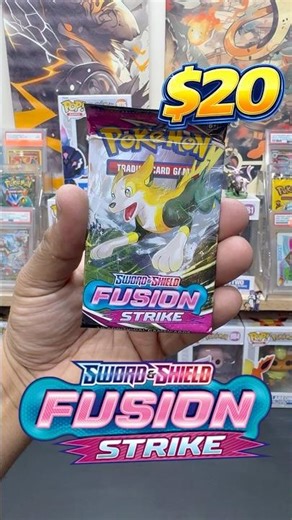 $20
POKÉMON
TRADING CARD GAME
SWORD & SHIELD
FUSION
STRIKE
SWORD & SHIELD
FUSION
STRIKE